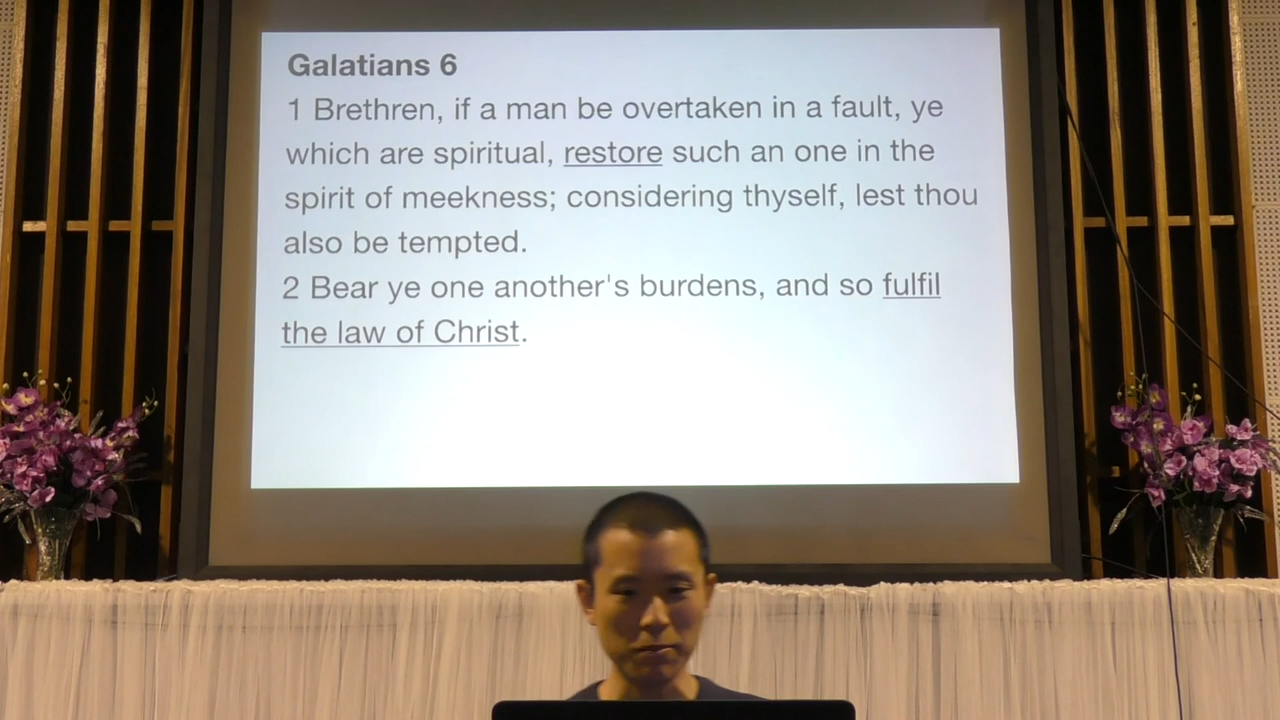 Galatians 6
1 Brethren, if a man be overtaken in a fault, ye
which are spiritual, restore such an one in the
spirit of meekness; considering thyself, lest thou
also be tempted.
2 Bear ye one another's burdens, and so fulfil
the law of Christ.